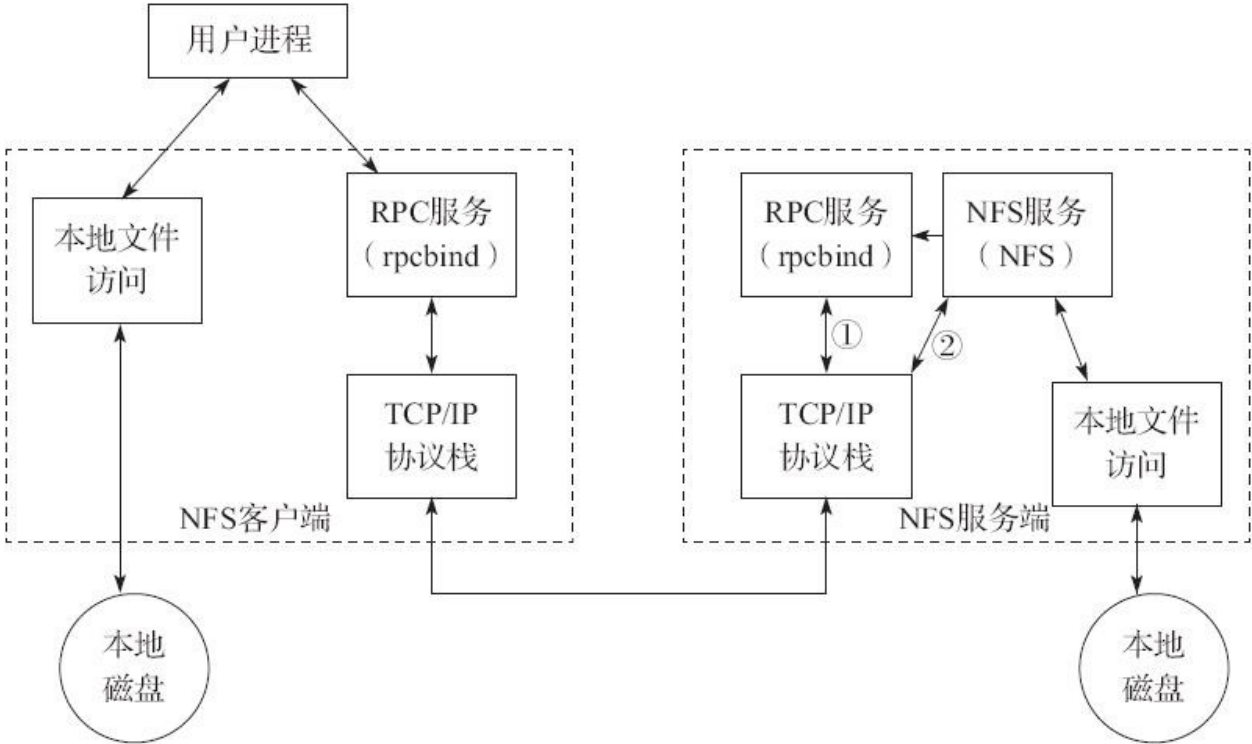 用户进程
本地文件
访问
RPC服务
（rpcbind）
TCP/IP
协议栈
NFS客户端
本地
磁盘
RPC服务
（rpcbind）
NFS服务
（NFS）
①
②
TCP/IP
协议栈
本地文件
访问
NFS服务端
本地
磁盘